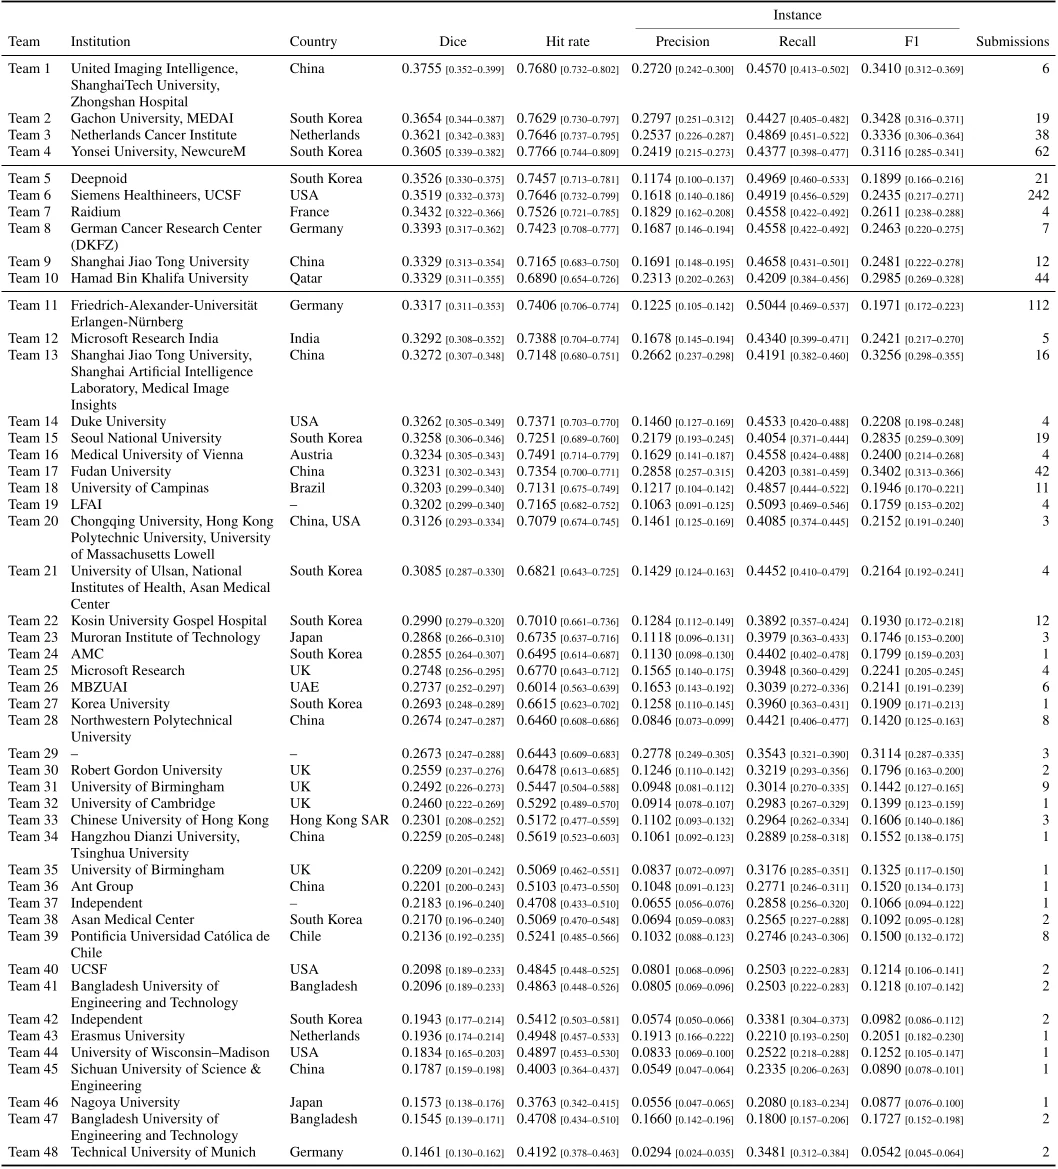 Instance
Team Institution Country Dice Hit rate Precision Recall F1 Submissions
Team 1 United Imaging Intelligence, China 0.3755 [0.352–0.399] 0.7680 [0.732–0.802] 0.2720 [0.242–0.300] 0.4570 [0.413–0.502] 0.3410 [0.312–0.369] 6
ShanghaiTech University,
Zhongshan Hospital
Team 2 Gachon University, MEDAI South Korea 0.3654 [0.344–0.387] 0.7629 [0.730–0.797] 0.2797 [0.251–0.312] 0.4427 [0.405–0.482] 0.3428 [0.316–0.371] 19
Team 3 Netherlands Cancer Institute Netherlands 0.3621 [0.342–0.383] 0.7646 [0.737–0.795] 0.2537 [0.226–0.287] 0.4869 [0.451–0.522] 0.3336 [0.306–0.364] 38
Team 4 Yonsei University, NewcureM South Korea 0.3605 [0.339–0.382] 0.7766 [0.744–0.809] 0.2419 [0.215–0.273] 0.4377 [0.398–0.477] 0.3116 [0.285–0.341] 62
Team 5 Deepnoid South Korea 0.3526 [0.330–0.375] 0.7457 [0.713–0.781] 0.1174 [0.100–0.137] 0.4969 [0.460–0.533] 0.1899 [0.166–0.216] 21
Team 6 Siemens Healthineers, UCSF USA 0.3519 [0.332–0.373] 0.7646 [0.732–0.799] 0.1618 [0.140–0.186] 0.4919 [0.456–0.529] 0.2435 [0.217–0.271] 242
Team 7 Raidium France 0.3432 [0.322–0.366] 0.7526 [0.721–0.785] 0.1829 [0.162–0.208] 0.4558 [0.422–0.492] 0.2611 [0.238–0.288] 4
Team 8 German Cancer Research Center Germany 0.3393 [0.317–0.362] 0.7423 [0.708–0.777] 0.1687 [0.146–0.194] 0.4558 [0.422–0.492] 0.2463 [0.220–0.275] 7
(DKFZ)
Team 9 Shanghai Jiao Tong University China 0.3329 [0.313–0.354] 0.7165 [0.683–0.750] 0.1691 [0.148–0.195] 0.4658 [0.431–0.501] 0.2481 [0.222–0.278] 12
Team 10 Hamad Bin Khalifa University Qatar 0.3329 [0.311–0.355] 0.6890 [0.654–0.726] 0.2313 [0.202–0.263] 0.4209 [0.384–0.456] 0.2985 [0.269–0.328] 44
Team 11 Friedrich-Alexander-Universität Germany 0.3317 [0.311–0.353] 0.7406 [0.706–0.774] 0.1225 [0.105–0.142] 0.5044 [0.469–0.537] 0.1971 [0.172–0.223] 112
Erlangen-Nürnberg
Team 12 Microsoft Research India India 0.3292 [0.308–0.352] 0.7388 [0.704–0.774] 0.1678 [0.145–0.194] 0.4340 [0.399–0.471] 0.2421 [0.217–0.270] 5
Team 13 Shanghai Jiao Tong University, China 0.3272 [0.307–0.348] 0.7148 [0.680–0.751] 0.2662 [0.237–0.298] 0.4191 [0.382–0.460] 0.3256 [0.298–0.355] 16
Shanghai Artificial Intelligence
Laboratory, Medical Image
Insights
Team 14 Duke University USA 0.3262 [0.305–0.349] 0.7371 [0.703–0.770] 0.1460 [0.127–0.169] 0.4533 [0.420–0.488] 0.2208 [0.198–0.248] 4
Team 15 Seoul National University South Korea 0.3258 [0.306–0.346] 0.7251 [0.689–0.760] 0.2179 [0.193–0.245] 0.4054 [0.371–0.444] 0.2835 [0.259–0.309] 19
Team 16 Medical University of Vienna Austria 0.3234 [0.305–0.343] 0.7491 [0.714–0.779] 0.1629 [0.141–0.187] 0.4558 [0.424–0.488] 0.2400 [0.214–0.268] 4
Team 17 Fudan University China 0.3231 [0.302–0.343] 0.7354 [0.700–0.771] 0.2858 [0.257–0.315] 0.4203 [0.381–0.459] 0.3402 [0.313–0.366] 42
Team 18 University of Campinas Brazil 0.3203 [0.299–0.340] 0.7131 [0.675–0.749] 0.1217 [0.104–0.142] 0.4857 [0.444–0.522] 0.1946 [0.170–0.221] 11
Team 19 LFAI – 0.3202 [0.299–0.340] 0.7165 [0.682–0.752] 0.1063 [0.091–0.125] 0.5093 [0.469–0.546] 0.1759 [0.153–0.202] 4
Team 20 Chongqing University, Hong Kong China, USA 0.3126 [0.293–0.334] 0.7079 [0.674–0.745] 0.1461 [0.125–0.169] 0.4085 [0.374–0.445] 0.2152 [0.191–0.240] 3
Polytechnic University, University
of Massachusetts Lowell
Team 21 University of Ulsan, National South Korea 0.3085 [0.287–0.330] 0.6821 [0.643–0.725] 0.1429 [0.124–0.163] 0.4452 [0.410–0.479] 0.2164 [0.192–0.241] 4
Institutes of Health, Asan Medical
Center
Team 22 Kosin University Gospel Hospital South Korea 0.2990 [0.279–0.320] 0.7010 [0.661–0.736] 0.1284 [0.112–0.149] 0.3892 [0.357–0.424] 0.1930 [0.172–0.218] 12
Team 23 Muroran Institute of Technology Japan 0.2868 [0.266–0.310] 0.6735 [0.637–0.716] 0.1118 [0.096–0.131] 0.3979 [0.363–0.433] 0.1746 [0.153–0.200] 3
Team 24 AMC South Korea 0.2855 [0.264–0.307] 0.6495 [0.614–0.687] 0.1130 [0.098–0.130] 0.4402 [0.402–0.478] 0.1799 [0.159–0.203] 1
Team 25 Microsoft Research UK 0.2748 [0.256–0.295] 0.6770 [0.643–0.712] 0.1565 [0.140–0.175] 0.3948 [0.360–0.429] 0.2241 [0.205–0.245] 4
Team 26 MBZUAI UAE 0.2737 [0.252–0.297] 0.6014 [0.563–0.639] 0.1653 [0.143–0.192] 0.3039 [0.272–0.336] 0.2141 [0.191–0.239] 6
Team 27 Korea University South Korea 0.2693 [0.248–0.289] 0.6615 [0.623–0.702] 0.1258 [0.110–0.145] 0.3960 [0.363–0.431] 0.1909 [0.171–0.213] 1
Team 28 Northwestern Polytechnical China 0.2674 [0.247–0.287] 0.6460 [0.608–0.686] 0.0846 [0.073–0.099] 0.4421 [0.406–0.477] 0.1420 [0.125–0.163] 8
University
Team 29 – – 0.2673 [0.247–0.288] 0.6443 [0.609–0.683] 0.2778 [0.249–0.305] 0.3543 [0.321–0.390] 0.3114 [0.287–0.335] 3
Team 30 Robert Gordon University UK 0.2559 [0.237–0.276] 0.6478 [0.613–0.685] 0.1246 [0.110–0.142] 0.3219 [0.293–0.356] 0.1796 [0.163–0.200] 2
Team 31 University of Birmingham UK 0.2492 [0.226–0.273] 0.5447 [0.504–0.588] 0.0948 [0.081–0.112] 0.3014 [0.270–0.335] 0.1442 [0.127–0.165] 9
Team 32 University of Cambridge UK 0.2460 [0.222–0.269] 0.5292 [0.489–0.570] 0.0914 [0.078–0.107] 0.2983 [0.267–0.329] 0.1399 [0.123–0.159] 1
Team 33 Chinese University of Hong Kong Hong Kong SAR 0.2301 [0.208–0.252] 0.5172 [0.477–0.559] 0.1102 [0.093–0.132] 0.2964 [0.262–0.334] 0.1606 [0.140–0.186] 3
Team 34 Hangzhou Dianzi University, China 0.2259 [0.205–0.248] 0.5619 [0.523–0.603] 0.1061 [0.092–0.123] 0.2889 [0.258–0.318] 0.1552 [0.138–0.175] 1
Tsinghua University
Team 35 University of Birmingham UK 0.2209 [0.201–0.242] 0.5069 [0.462–0.551] 0.0837 [0.072–0.097] 0.3176 [0.285–0.351] 0.1325 [0.117–0.150] 1
Team 36 Ant Group China 0.2201 [0.200–0.243] 0.5103 [0.473–0.550] 0.1048 [0.091–0.123] 0.2771 [0.246–0.311] 0.1520 [0.134–0.173] 1
Team 37 Independent – 0.2183 [0.196–0.240] 0.4708 [0.433–0.510] 0.0655 [0.056–0.076] 0.2858 [0.256–0.320] 0.1066 [0.094–0.122] 1
Team 38 Asan Medical Center South Korea 0.2170 [0.196–0.240] 0.5069 [0.470–0.548] 0.0694 [0.059–0.083] 0.2565 [0.227–0.288] 0.1092 [0.095–0.128] 2
Team 39 Pontificia Universidad Católica de Chile 0.2136 [0.192–0.235] 0.5241 [0.485–0.566] 0.1032 [0.088–0.123] 0.2746 [0.243–0.306] 0.1500 [0.132–0.172] 8
Chile
Team 40 UCSF USA 0.2098 [0.189–0.233] 0.4845 [0.448–0.525] 0.0801 [0.068–0.096] 0.2503 [0.222–0.283] 0.1214 [0.106–0.141] 2
Team 41 Bangladesh University of Bangladesh 0.2096 [0.189–0.233] 0.4863 [0.448–0.526] 0.0805 [0.069–0.096] 0.2503 [0.222–0.283] 0.1218 [0.107–0.142] 2
Engineering and Technology
Team 42 Independent South Korea 0.1943 [0.177–0.214] 0.5412 [0.503–0.581] 0.0574 [0.050–0.066] 0.3381 [0.304–0.373] 0.0982 [0.086–0.112] 2
Team 43 Erasmus University Netherlands 0.1936 [0.174–0.214] 0.4948 [0.457–0.533] 0.1913 [0.166–0.222] 0.2210 [0.193–0.250] 0.2051 [0.182–0.230] 1
Team 44 University of Wisconsin–Madison USA 0.1834 [0.165–0.203] 0.4897 [0.453–0.530] 0.0833 [0.069–0.100] 0.2522 [0.218–0.288] 0.1252 [0.105–0.147] 1
Team 45 Sichuan University of Science & China 0.1787 [0.159–0.198] 0.4003 [0.364–0.437] 0.0549 [0.047–0.064] 0.2335 [0.206–0.263] 0.0890 [0.078–0.101] 1
Engineering
Team 46 Nagoya University Japan 0.1573 [0.138–0.176] 0.3763 [0.342–0.415] 0.0556 [0.047–0.065] 0.2080 [0.183–0.234] 0.0877 [0.076–0.100] 1
Team 47 Bangladesh University of Bangladesh 0.1545 [0.139–0.171] 0.4708 [0.434–0.510] 0.1660 [0.142–0.196] 0.1800 [0.157–0.206] 0.1727 [0.152–0.198] 2
Engineering and Technology
Team 48 Technical University of Munich Germany 0.1461 [0.130–0.162] 0.4192 [0.378–0.463] 0.0294 [0.024–0.035] 0.3481 [0.312–0.384] 0.0542 [0.045–0.064] 2